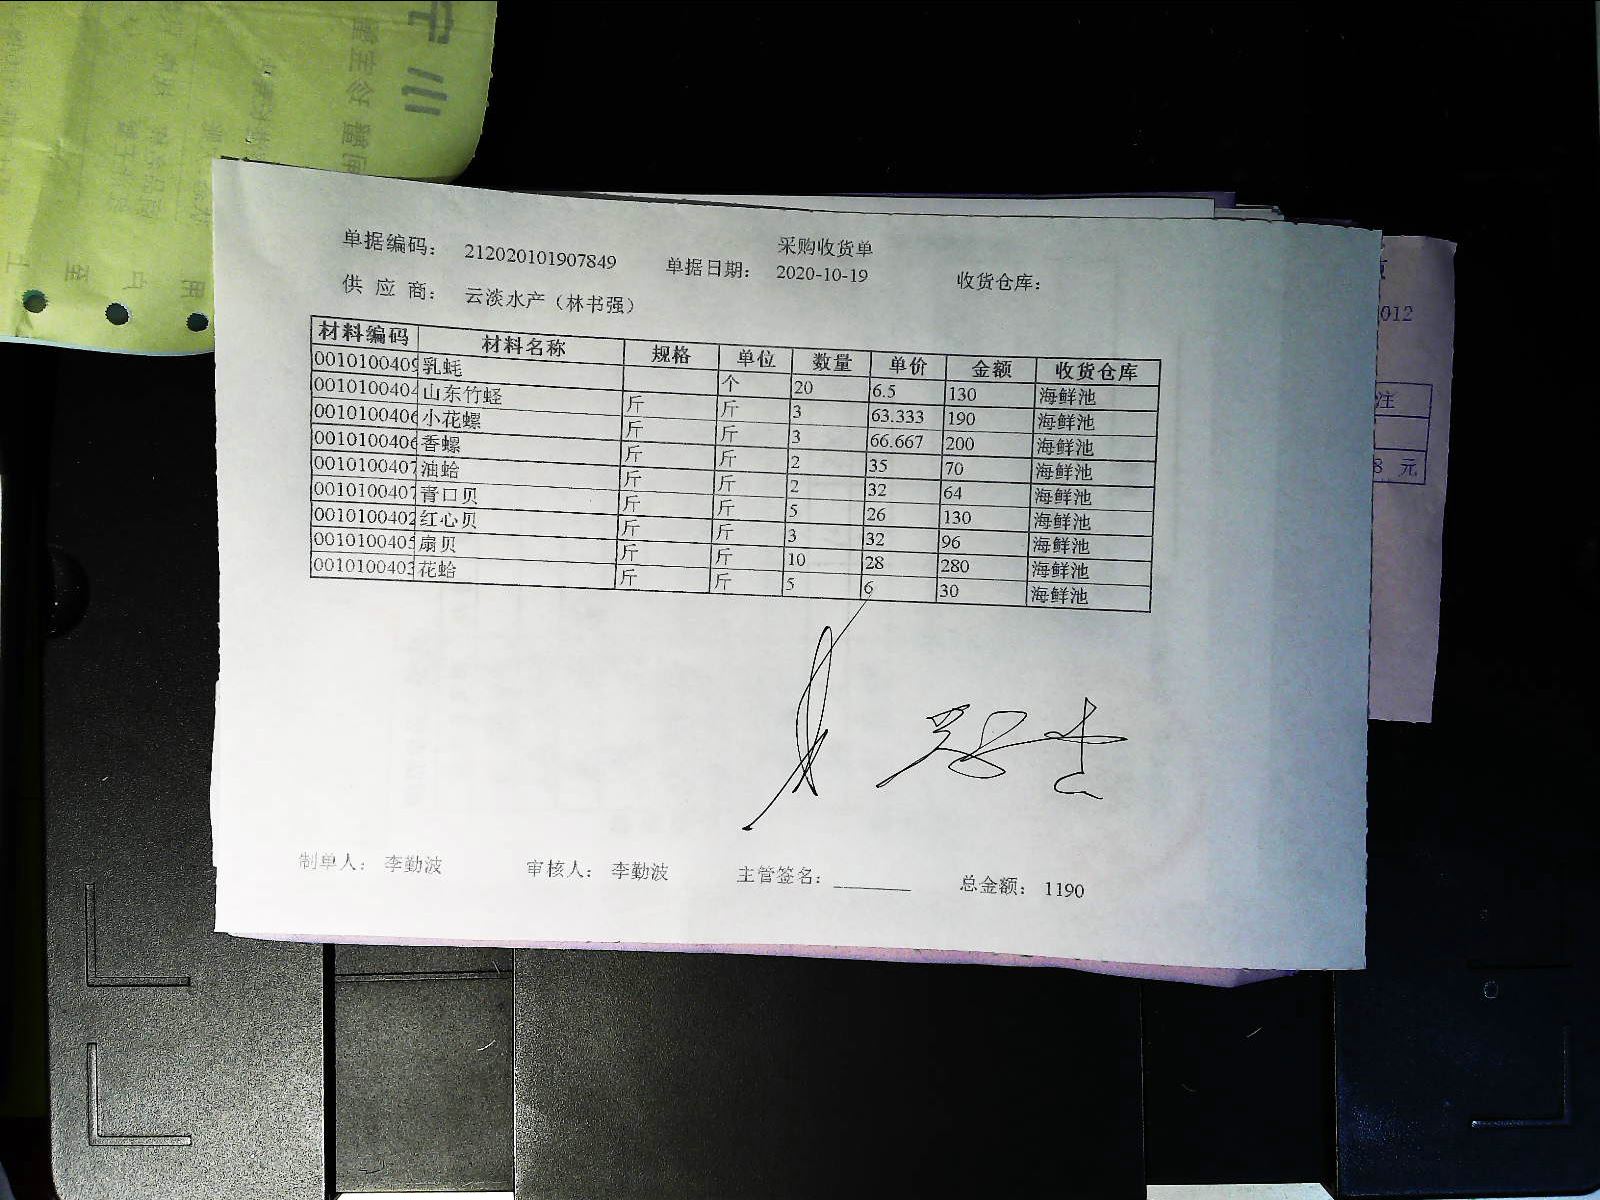 采购收货单
单据编码： 212020101907849 单据日期： 2020-10-19 收货仓库：
供 应 商： 云淡水产（林书强）
材料编码 材料名称 规格 单位 数量 单价 金额 收货仓库
0010100409 乳蚝 个 20 6.5 130 海鲜池
0010100404 山东竹蛏 斤 斤 3 63.333 190 海鲜池
0010100406 小花螺 斤 斤 3 66.667 200 海鲜池
0010100406 香螺 斤 斤 2 35 70 海鲜池
0010100407 油蛤 斤 斤 2 32 64 海鲜池
0010100407 青口贝 斤 斤 5 26 130 海鲜池
0010100402 红心贝 斤 斤 3 32 96 海鲜池
0010100405 扇贝 斤 斤 10 28 280 海鲜池
0010100403 花蛤 斤 斤 5 6 30 海鲜池
制单人： 李勤波 审核人： 李勤波 主管签名： 总金额： 1190
012
注
8 元